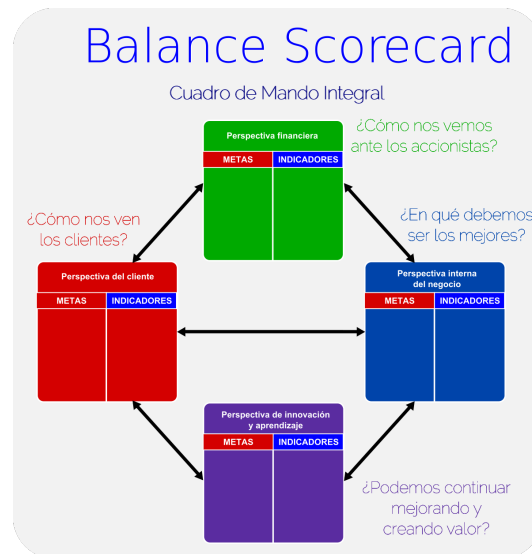 Balance Scorecard
Cuadro de Mando Integral
Perspectiva financiera
METAS INDICADORES
¿Cómo nos vemos
ante los accionistas?
¿Cómo nos ven
los clientes?
¿En qué debemos
ser los mejores?
Perspectiva del cliente
METAS INDICADORES
Perspectiva interna
del negocio
METAS INDICADORES
Perspectiva de innovación
y aprendizaje
METAS INDICADORES
¿Podemos continuar
mejorando y
creando valor?